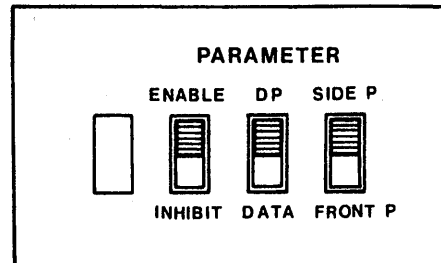 PARAMETER
ENABLE DP SIDE P
INHIBIT DATA FRONT P